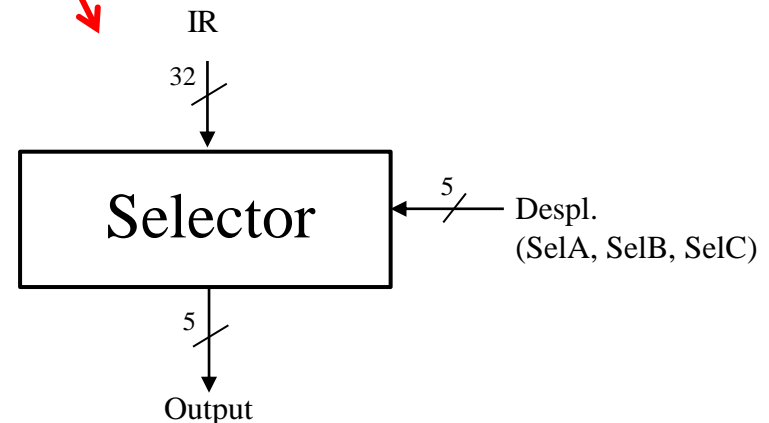 IR
32
Selector
5
Despl.
(SelA, SelB, SelC)
5
Output